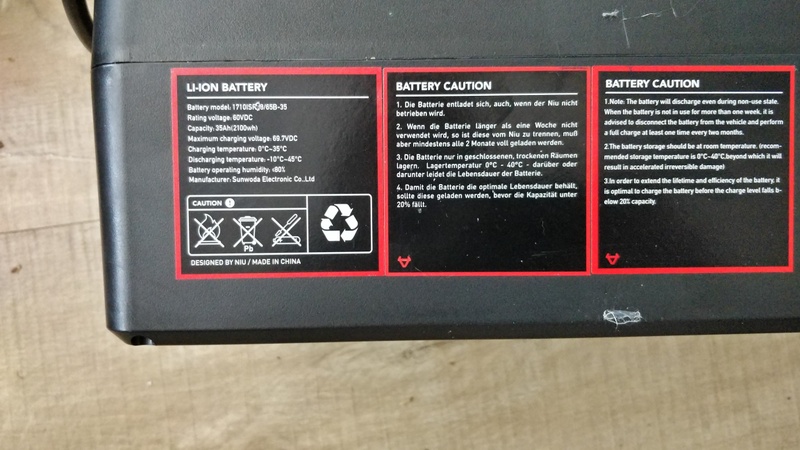 LI-ION BATTERY
Battery model: 1710ISR19/65B-35
Rating voltage: 60VDC
Capacity: 35Ah(2100wh)
Maximum charging voltage: 69.7VDC
Charging temperature: 0°C~35°C
Discharging temperature: -10°C~45°C
Battery operating humidity: ≤80%
Manufacturer: Sunwoda Electronic Co.,Ltd
CAUTION !
Pb
DESIGNED BY NIU / MADE IN CHINA
BATTERY CAUTION
1. Die Batterie entladet sich, auch, wenn der Niu nicht
betrieben wird.
2. Wenn die Batterie länger als eine Woche nicht
verwendet wird, so ist diese vom Niu zu trennen, muß
aber mindestens alle 2 Monate voll geladen werden.
3. Die Batterie nur in geschlossenen, trockenen Räumen
lagern. Lagertemperatur 0°C - 40°C - darüber oder
darunter leidet die Lebensdauer der Batterie.
4. Damit die Batterie die optimale Lebensdauer behält,
sollte diese geladen werden, bevor die Kapazität unter
20% fällt.
BATTERY CAUTION
1.Note: The battery will discharge even during non-use state.
When the battery is not in use for more than one week, it is
advised to disconnect the battery from the vehicle and perform
a full charge at least one time every two months.
2.The battery storage should be at room temperature. (recom-
mended storage temperature is 0°C~40°C,beyond which it will
result in accelerated irreversible damage)
3.In order to extend the lifetime and efficiency of the battery, it
is optimal to charge the battery before the charge level falls b-
elow 20% capacity.